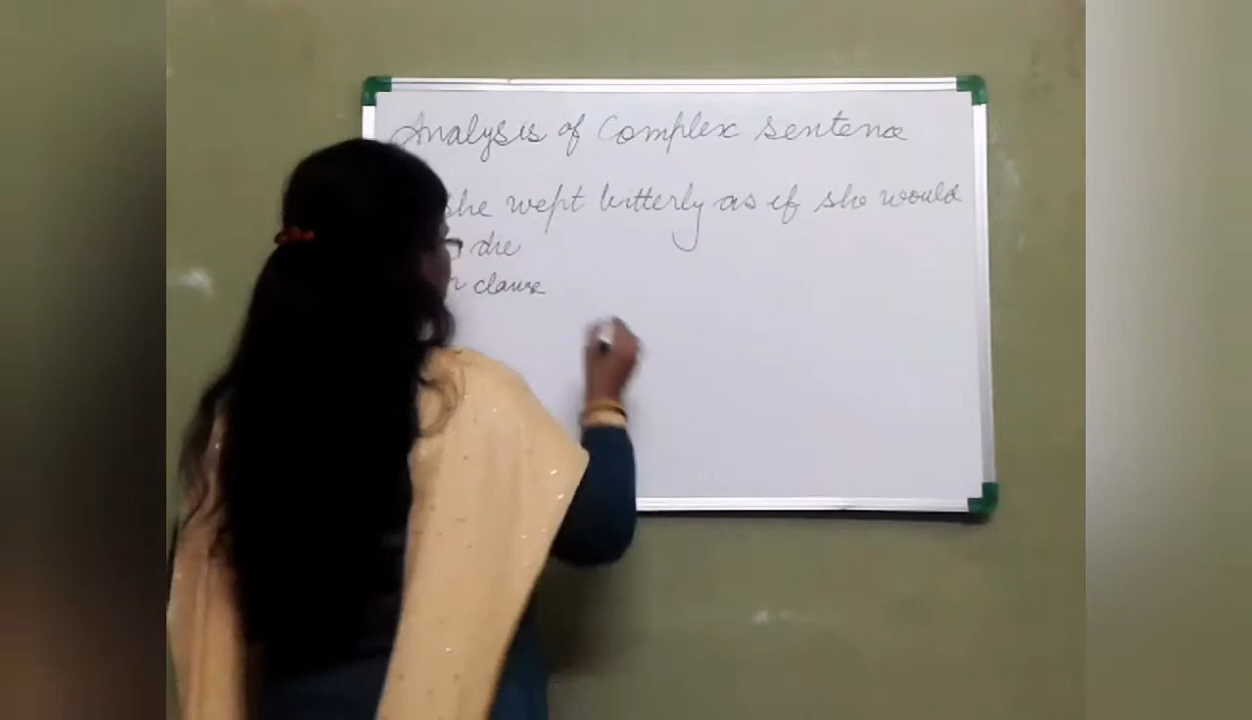 Analysis of Complex Sentence
she wept bitterly as if she would
die
clause